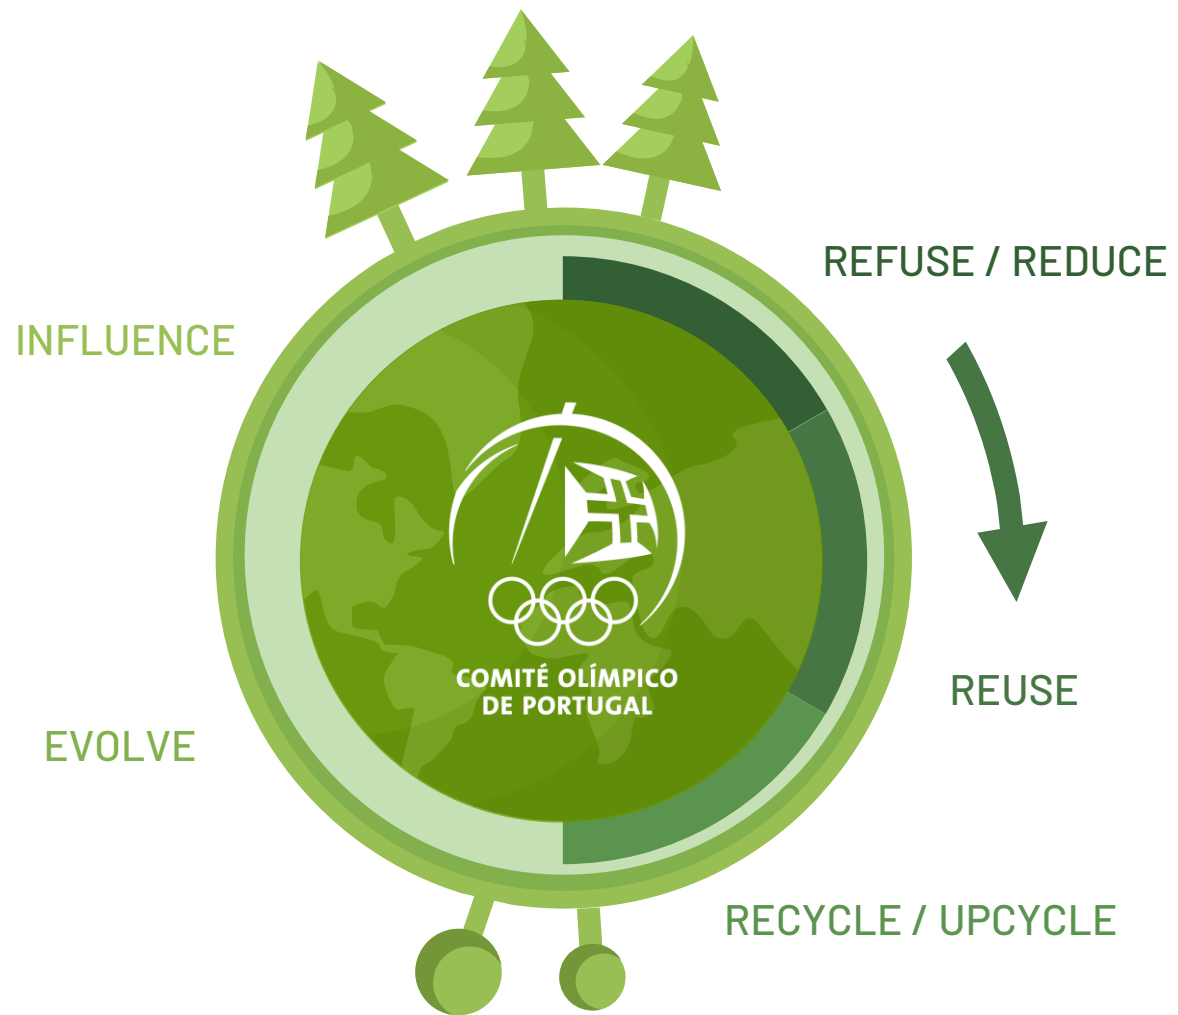 REFUSE / REDUCE
INFLUENCE
COMITÉ OLÍMPICO
DE PORTUGAL
REUSE
EVOLVE
RECYCLE / UPCYCLE